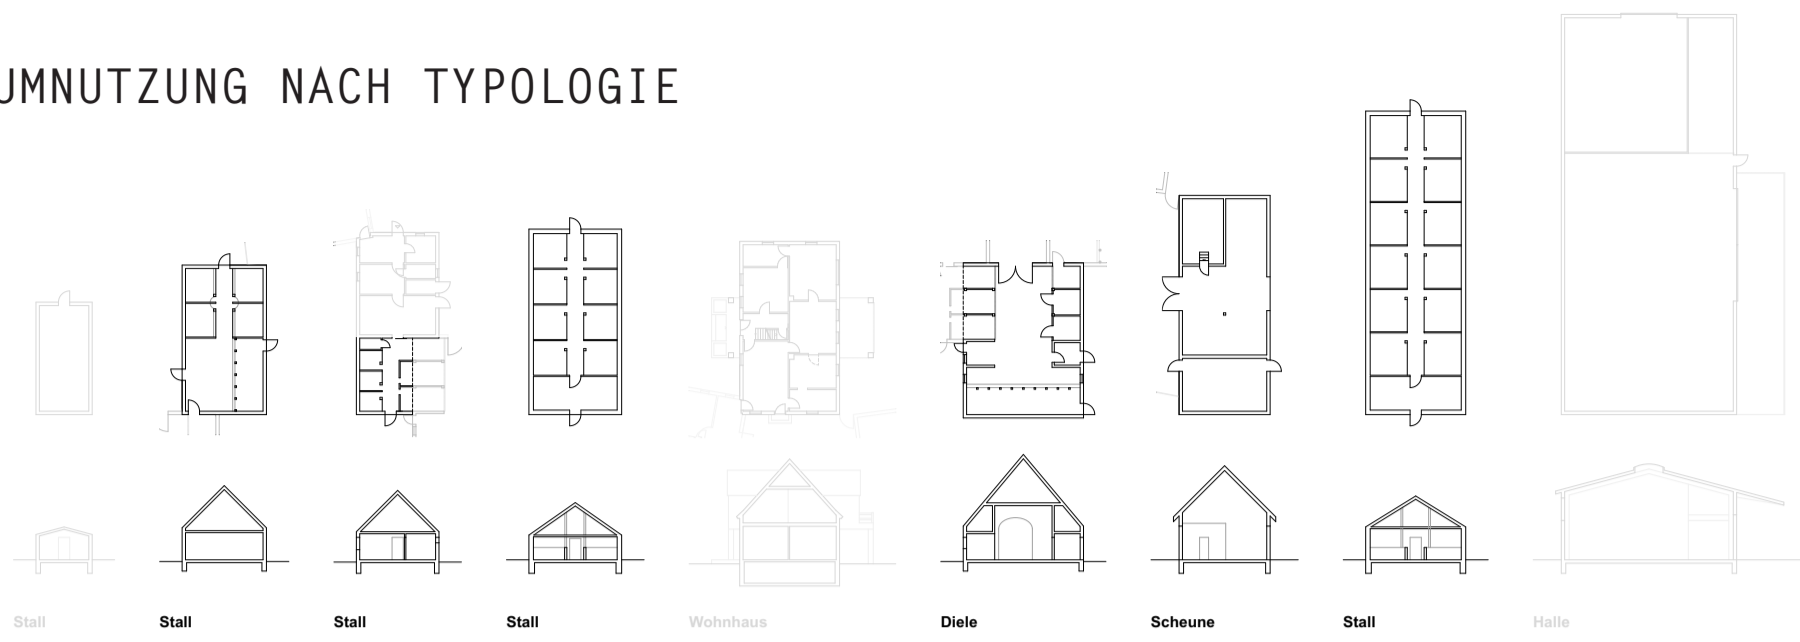 UMNUTZUNG NACH TYPOLOGIE
Stall
Stall
Stall
Stall
Wohnhaus
Diele
Scheune
Stall
Halle